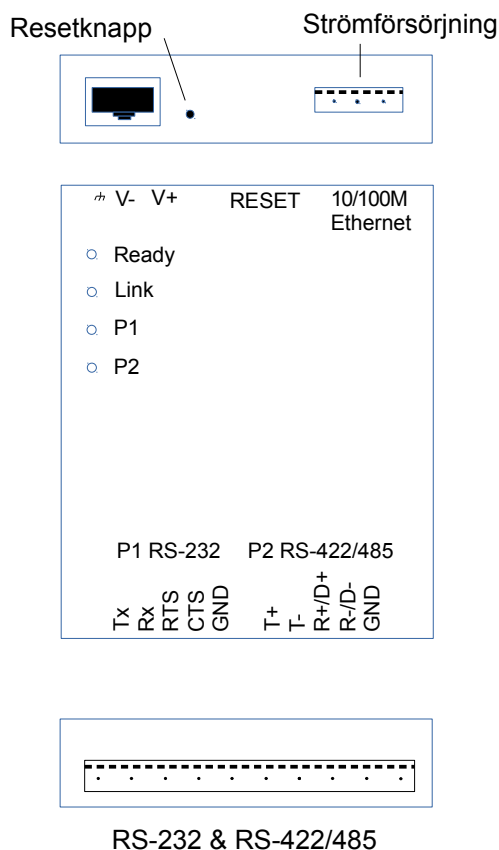 Resetknapp
Strömförsörjning
V- V+ RESET 10/100M
Ethernet
Ready
Link
P1
P2
P1 RS-232 P2 RS-422/485
Tx
Rx
RTS
CTS
GND
T+
T-
R+/D+
R-/D-
GND
RS-232 & RS-422/485